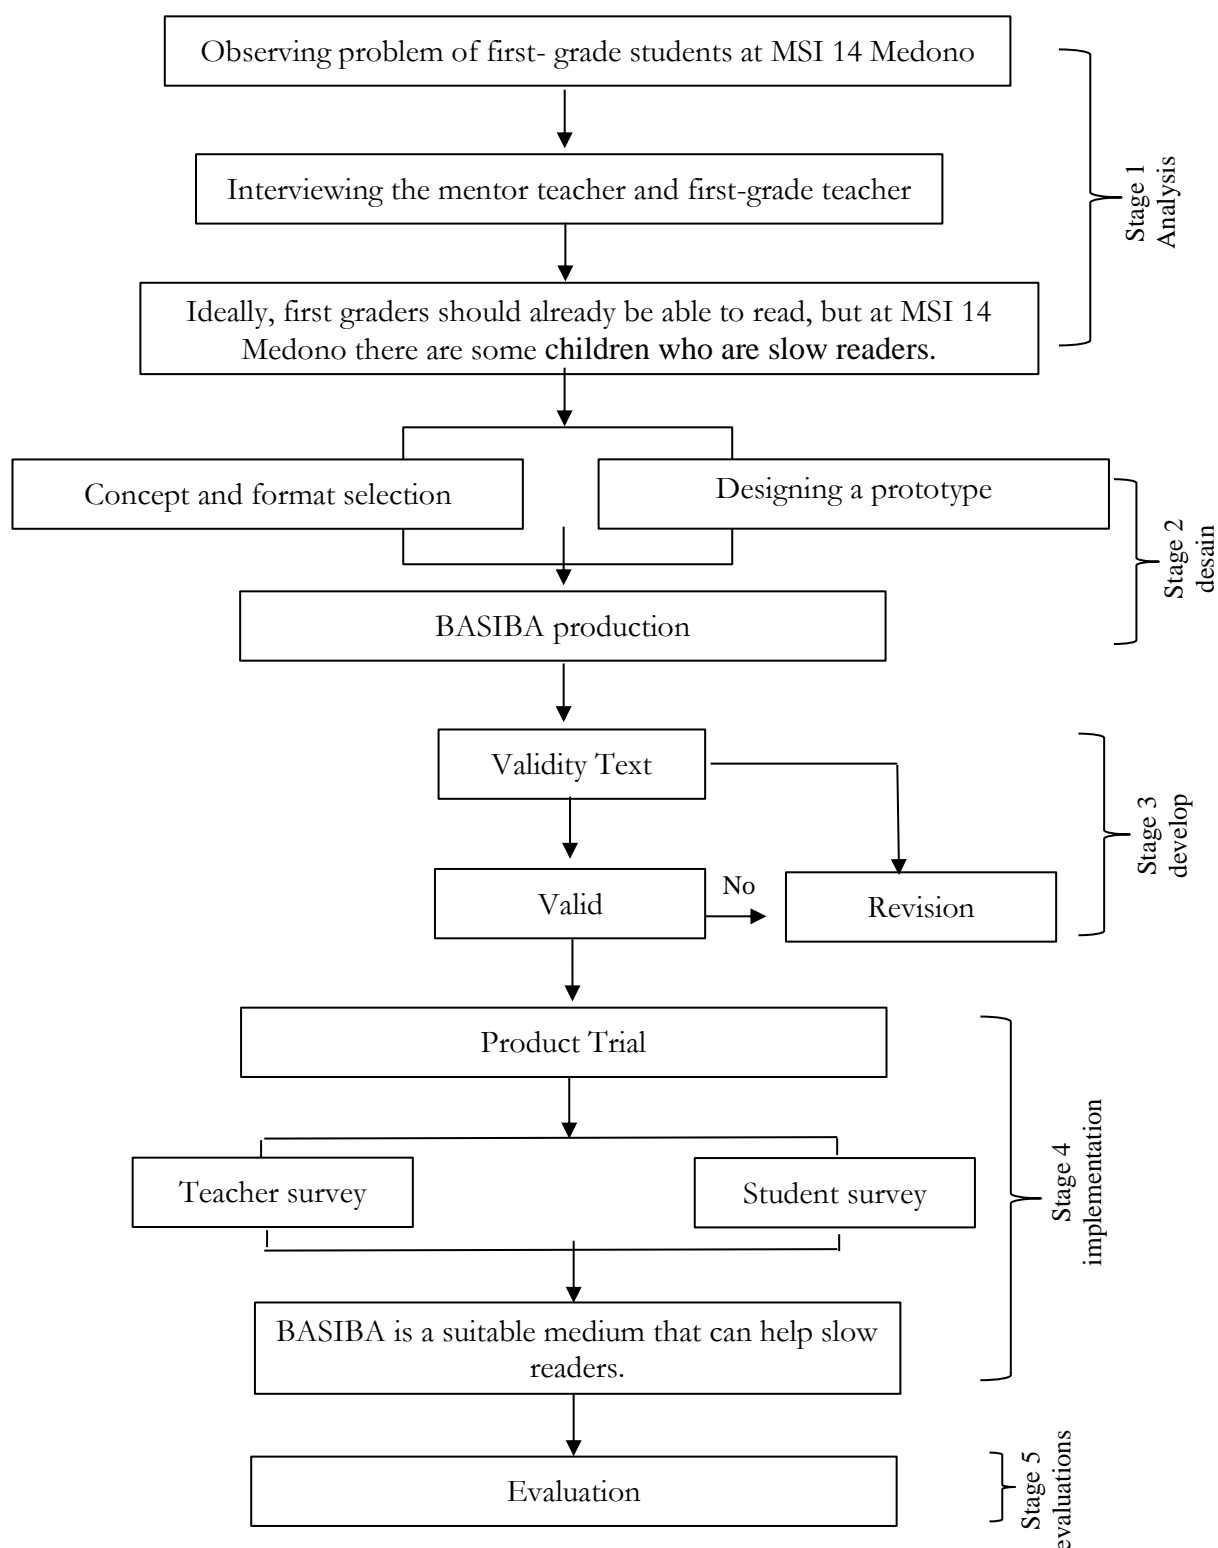 Observing problem of first- grade students at MSI 14 Medono
Interviewing the mentor teacher and first-grade teacher
Ideally, first graders should already be able to read, but at MSI 14
Medono there are some children who are slow readers.
Stage 1
Analysis
Concept and format selection
Designing a prototype
BASIBA production
Stage 2
desain
Validity Text
Valid
No
Revision
Stage 3
develop
Product Trial
Teacher survey
Student survey
BASIBA is a suitable medium that can help slow
readers.
Stage 4
implementation
Evaluation
Stage 5
evaluations